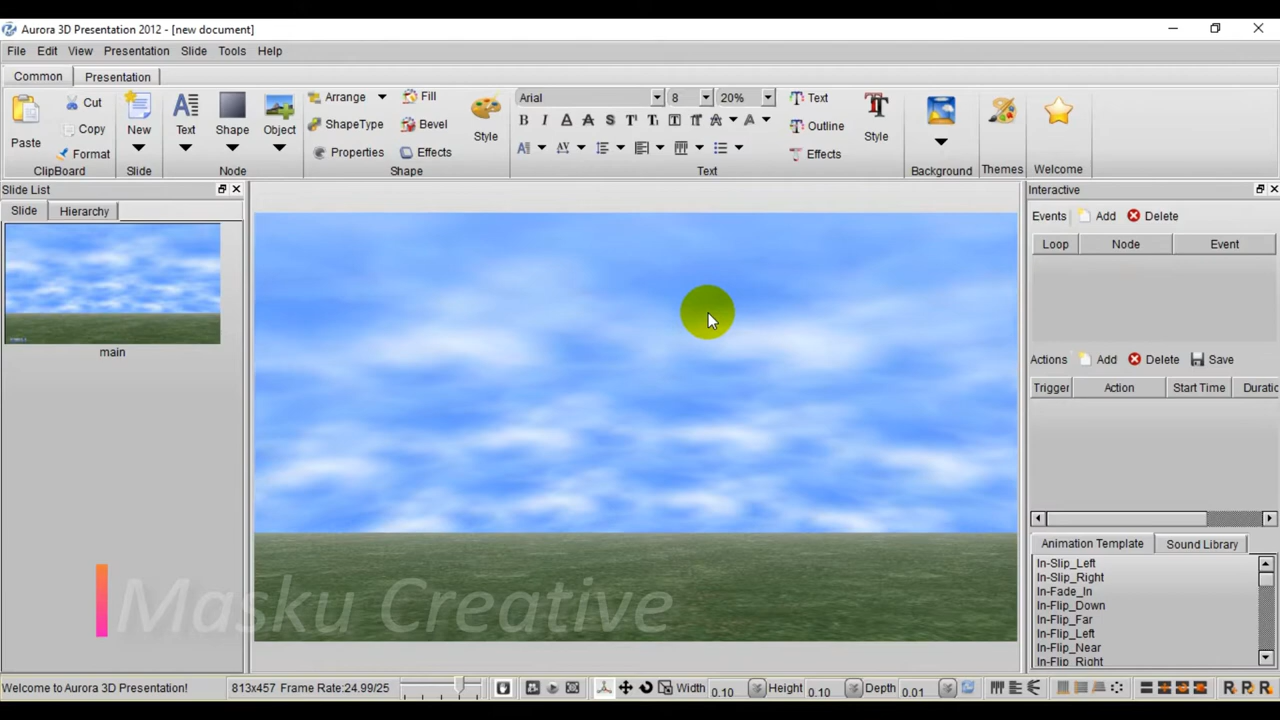 Aurora 3D Presentation 2012 - [new document]
File Edit View Presentation Slide Tools Help
Common Presentation
Paste Cut Copy Format ClipBoard
New Slide
Text Shape Object Node
Arrange ShapeType Properties Fill Bevel Effects Style Shape
Arial 8 20%
Text Outline Effects Style Text
Background
Themes
Welcome
Slide List
Slide Hierarchy
main
Masku Creative
Interactive
Events Add Delete
Loop Node Event
Actions Add Delete Save
Trigger Action Start Time Duratio
Animation Template Sound Library
In-Slip_Left
In-Slip_Right
In-Fade_In
In-Flip_Down
In-Flip_Far
In-Flip_Left
In-Flip_Near
In-Flip_Right
Welcome to Aurora 3D Presentation! 813x457 Frame Rate:24.99/25 Width 0.10 Height 0.10 Depth 0.01